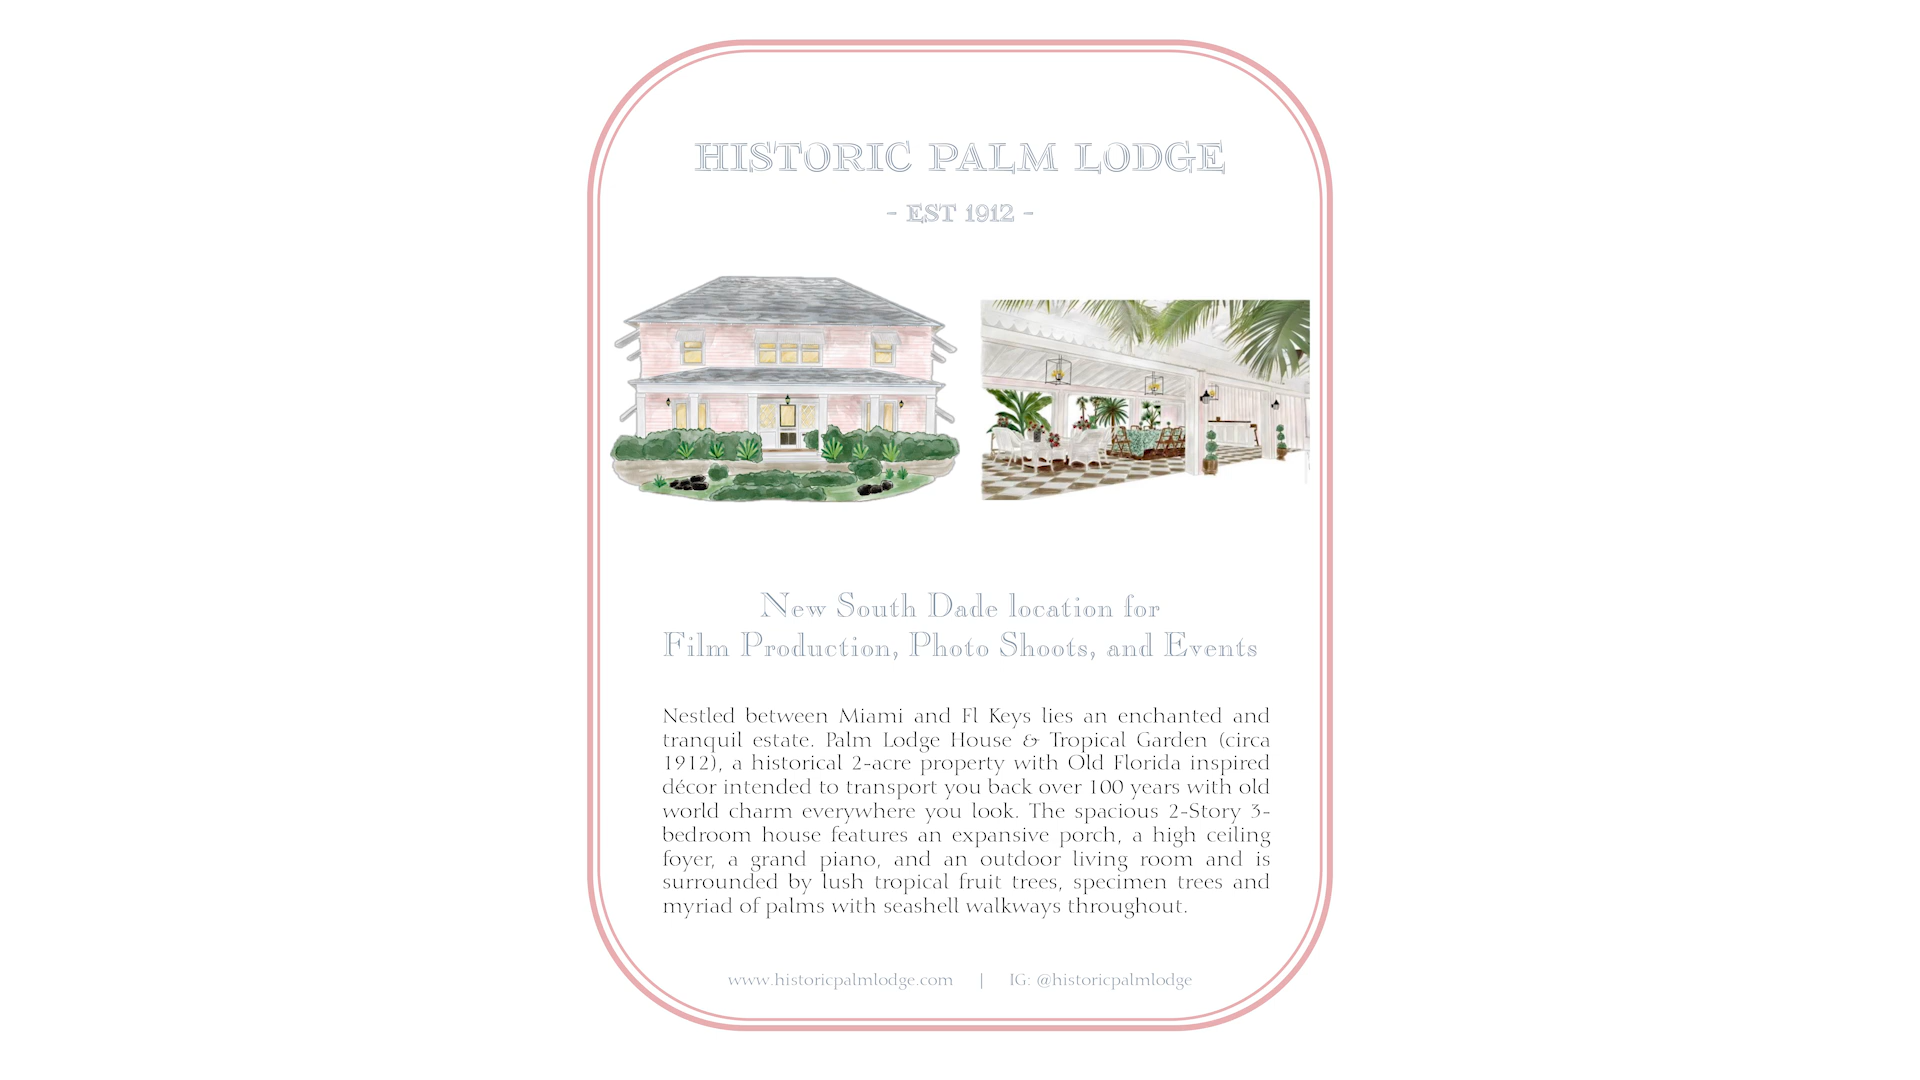 HISTORIC PALM LODGE
- EST 1912 -
New South Dade location for
Film Production, Photo Shoots, and Events
Nestled between Miami and Fl Keys lies an enchanted and
tranquil estate. Palm Lodge House & Tropical Garden (circa
1912), a historical 2-acre property with Old Florida inspired
décor intended to transport you back over 100 years with old
world charm everywhere you look. The spacious 2-Story 3-
bedroom house features an expansive porch, a high ceiling
foyer, a grand piano, and an outdoor living room and is
surrounded by lush tropical fruit trees, specimen trees and
myriad of palms with seashell walkways throughout.
www.historicpalmlodge.com | IG: @historicpalmlodge